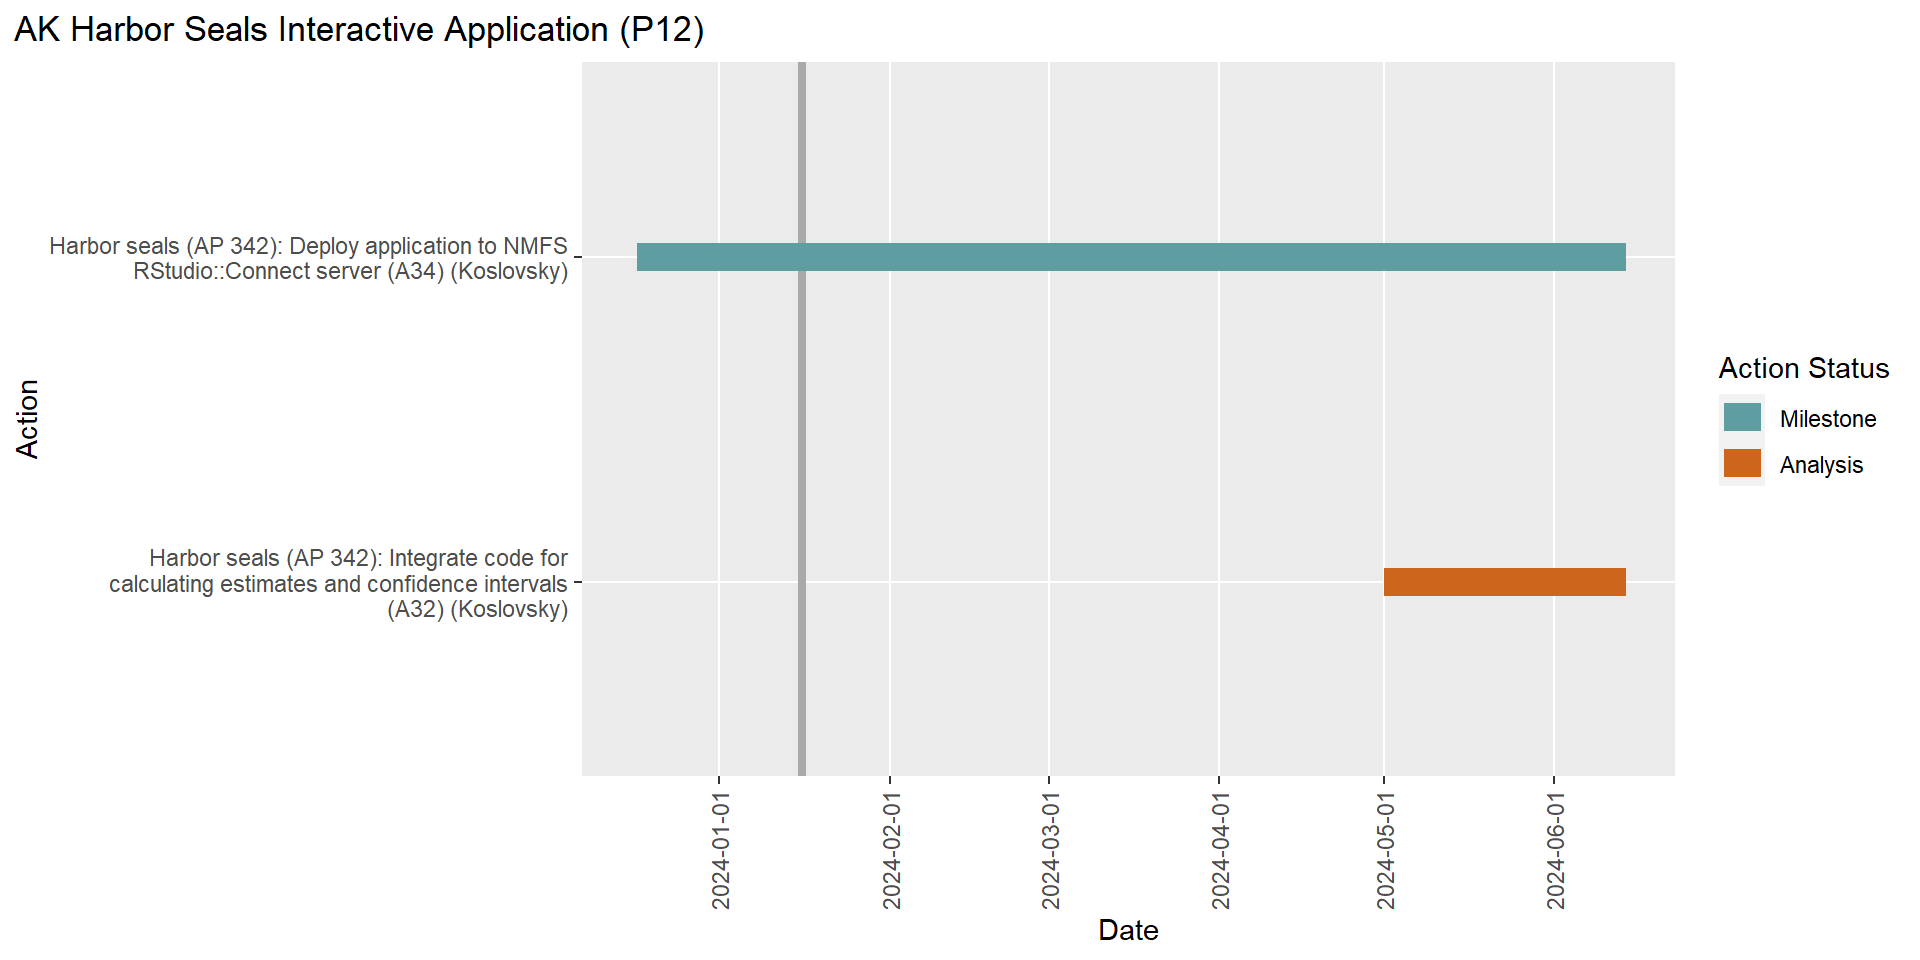 AK Harbor Seals Interactive Application (P12)
Harbor seals (AP 342): Deploy application to NMFS
RStudio::Connect server (A34) (Koslovsky)
Harbor seals (AP 342): Integrate code for
calculating estimates and confidence intervals
(A32) (Koslovsky)
Action
2024-01-01
2024-02-01
2024-03-01
2024-04-01
2024-05-01
2024-06-01
Date
Action Status
Milestone
Analysis